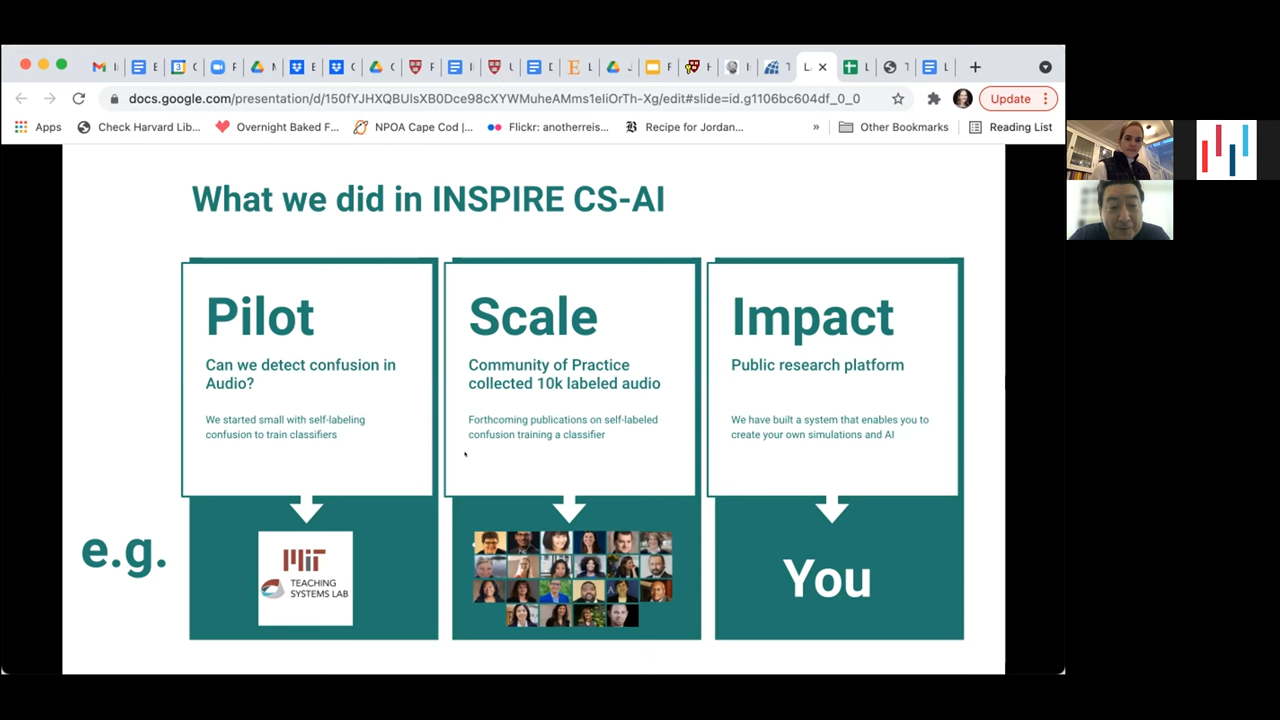 Update
docs.google.com/presentation/d/150fYJHXQBUIsXB0Dce98cXYWMuheAMms1eIiOrTh-Xg/edit#slide=id.g1106bc604df_0_0
Apps
Check Harvard Lib...
Overnight Baked F...
NPOA Cape Cod |...
Flickr: anotherreis...
Recipe for Jordan...
»
Other Bookmarks
Reading List
What we did in INSPIRE CS-AI
Pilot
Can we detect confusion in
Audio?
We started small with self-labeling
confusion to train classifiers
Scale
Community of Practice
collected 10k labeled audio
Forthcoming publications on self-labeled
confusion training a classifier
Impact
Public research platform
We have built a system that enables you to
create your own simulations and AI
e.g.
MIT
TEACHING
SYSTEMS LAB
You